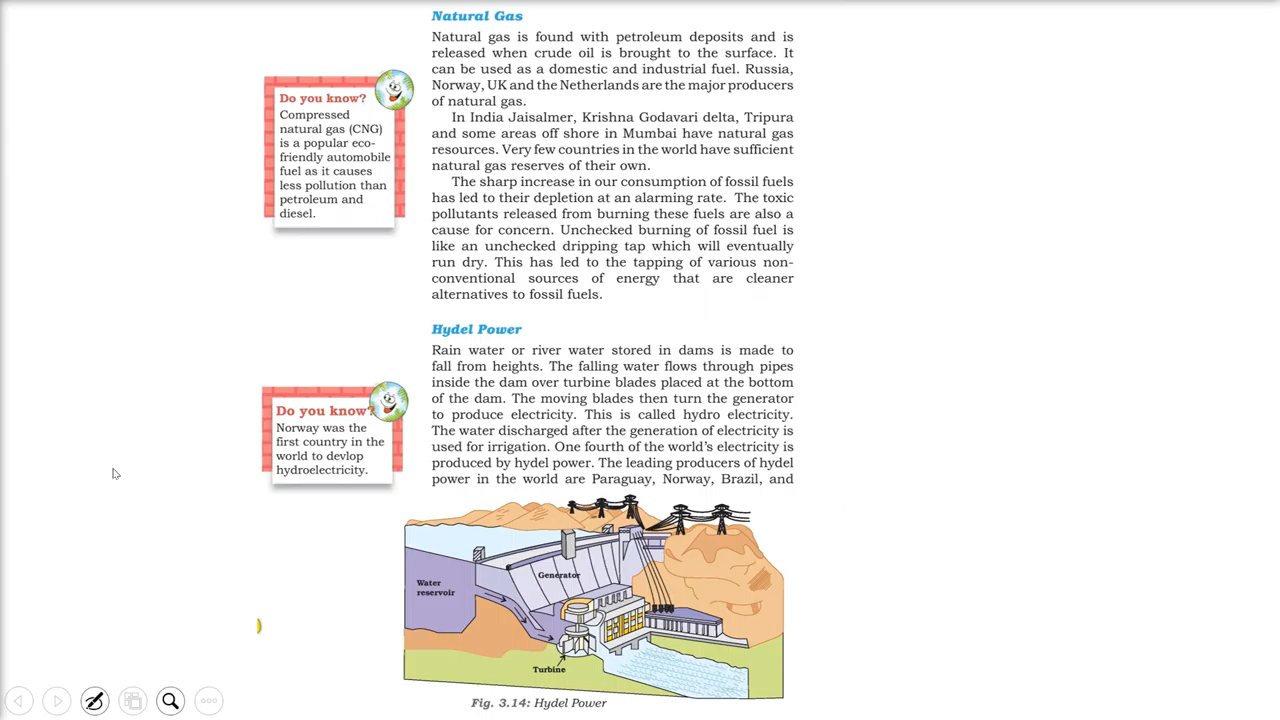 Natural Gas
Natural gas is found with petroleum deposits and is
released when crude oil is brought to the surface. It
can be used as a domestic and industrial fuel. Russia,
Norway, UK and the Netherlands are the major producers
of natural gas.
In India Jaisalmer, Krishna Godavari delta, Tripura
and some areas off shore in Mumbai have natural gas
resources. Very few countries in the world have sufficient
natural gas reserves of their own.
The sharp increase in our consumption of fossil fuels
has led to their depletion at an alarming rate. The toxic
pollutants released from burning these fuels are also a
cause for concern. Unchecked burning of fossil fuel is
like an unchecked dripping tap which will eventually
run dry. This has led to the tapping of various non-
conventional sources of energy that are cleaner
alternatives to fossil fuels.
Do you know?
Compressed
natural gas (CNG)
is a popular eco-
friendly automobile
fuel as it causes
less pollution than
petroleum and
diesel.
Hydel Power
Rain water or river water stored in dams is made to
fall from heights. The falling water flows through pipes
inside the dam over turbine blades placed at the bottom
of the dam. The moving blades then turn the generator
to produce electricity. This is called hydro electricity.
The water discharged after the generation of electricity is
used for irrigation. One fourth of the world's electricity is
produced by hydel power. The leading producers of hydel
power in the world are Paraguay, Norway, Brazil, and
Do you know?
Norway was the
first country in the
world to devlop
hydroelectricity.
Generator
Water
reservoir
Turbine
Fig. 3.14: Hydel Power